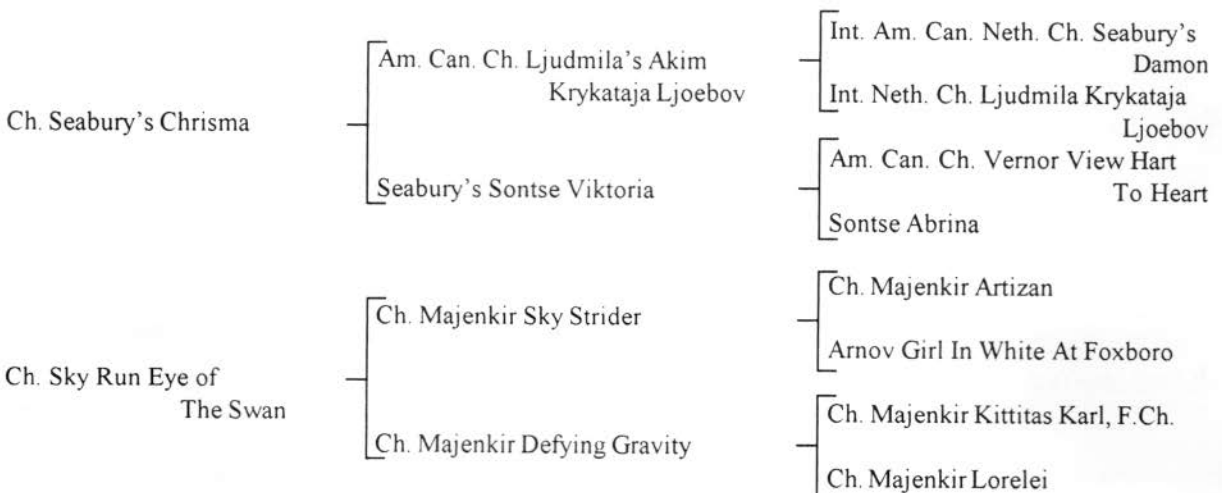 Int. Am. Can. Neth. Ch. Seabury's
Damon
Am. Can. Ch. Ljudmila's Akim
Krykataja Ljoebov
Int. Neth. Ch. Ljudmila Krykataja
Ljoebov
Ch. Seabury's Chrisma
Am. Can. Ch. Vernor View Hart
To Heart
Seabury's Sontse Viktoria
Sontse Abrina
Ch. Majenkir Artizan
Ch. Majenkir Sky Strider
Arnov Girl In White At Foxboro
Ch. Sky Run Eye of
The Swan
Ch. Majenkir Kittitas Karl, F.Ch.
Ch. Majenkir Defying Gravity
Ch. Majenkir Lorelei